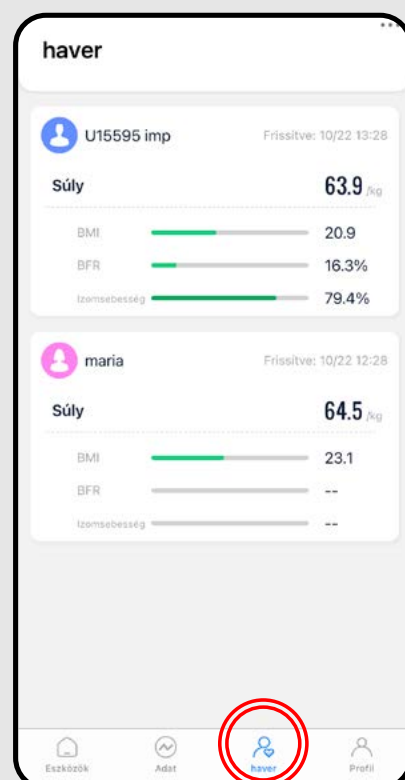 haver
U15595 imp Frissítve: 10/22 13:28
Súly 63.9 /kg
BMI 20.9
BFR 16.3%
Izomsebesség 79.4%
maria Frissítve: 10/22 12:28
Súly 64.5 /kg
BMI 23.1
BFR --
Izomsebesség --
Eszközök Adat haver Profil